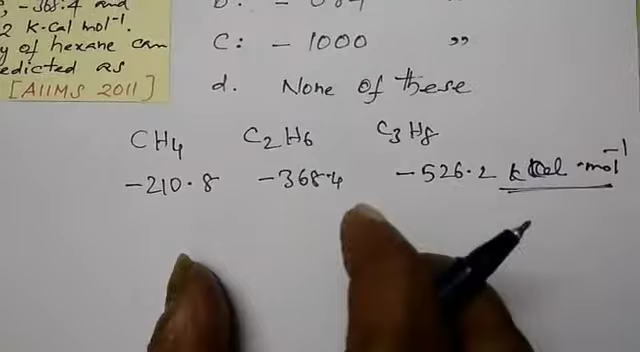 , -368.4 and
2 K.Cal mol⁻¹.
y of hexane can
edicted as
[AIIMS 2011]
C: - 1000 "
d. None of these
CH4 C2H6 C3H8
-210.8 -368.4 -526.2 k Cal.mol⁻¹